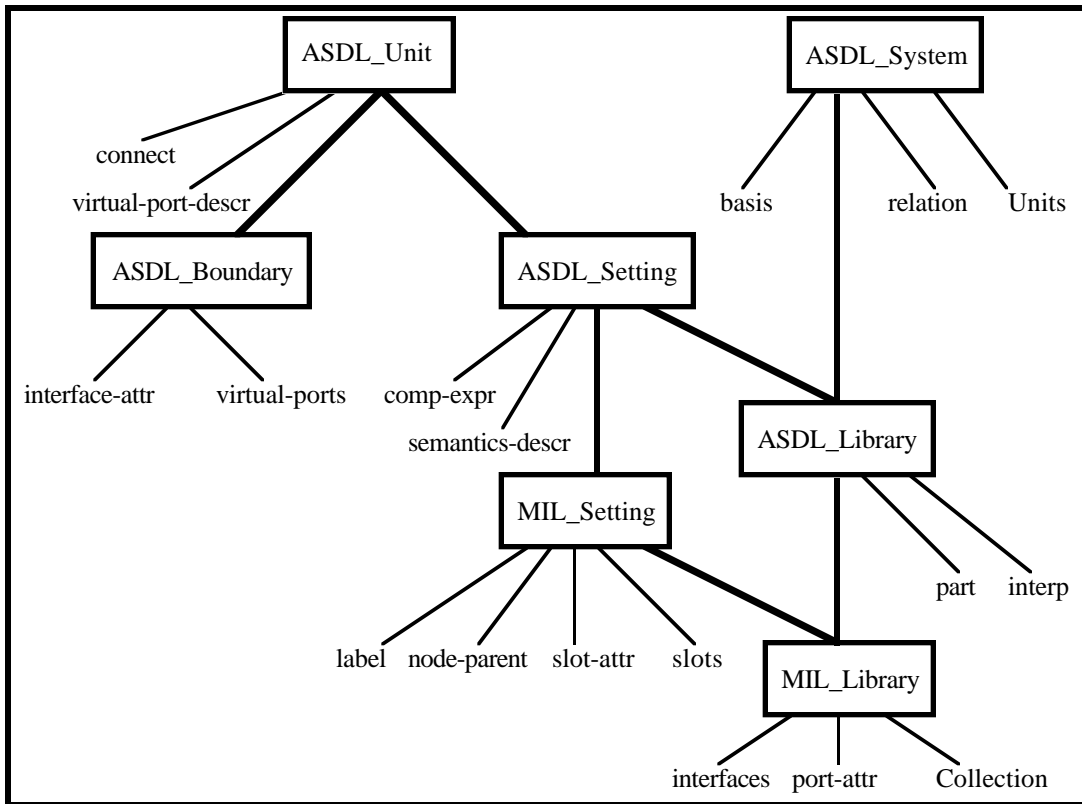 ASDL_Unit
ASDL_System
connect
virtual-port-descr
basis
relation
Units
ASDL_Boundary
ASDL_Setting
interface-attr
virtual-ports
comp-expr
semantics-descr
ASDL_Library
MIL_Setting
part
interp
label
node-parent
slot-attr
slots
MIL_Library
interfaces
port-attr
Collection